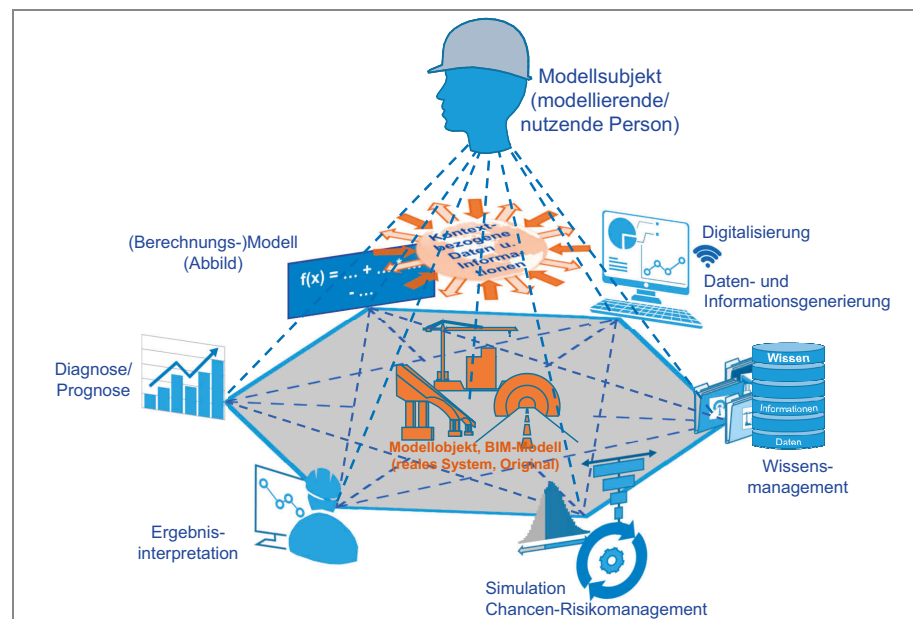 Modellsubjekt
(modellierende/
nutzende Person)
Kontext-
bezogene
Daten u.
Informa-
tionen
(Berechnungs-)Modell
(Abbild)
f(x) = ... + ... * ...
- ...
Digitalisierung
Daten- und
Informationsgenerierung
Diagnose/
Prognose
Wissen
Informationen
Daten
Wissens-
management
Modellobjekt, BIM-Modell
(reales System, Original)
Ergebnis-
interpretation
Simulation
Chancen-Risikomanagement